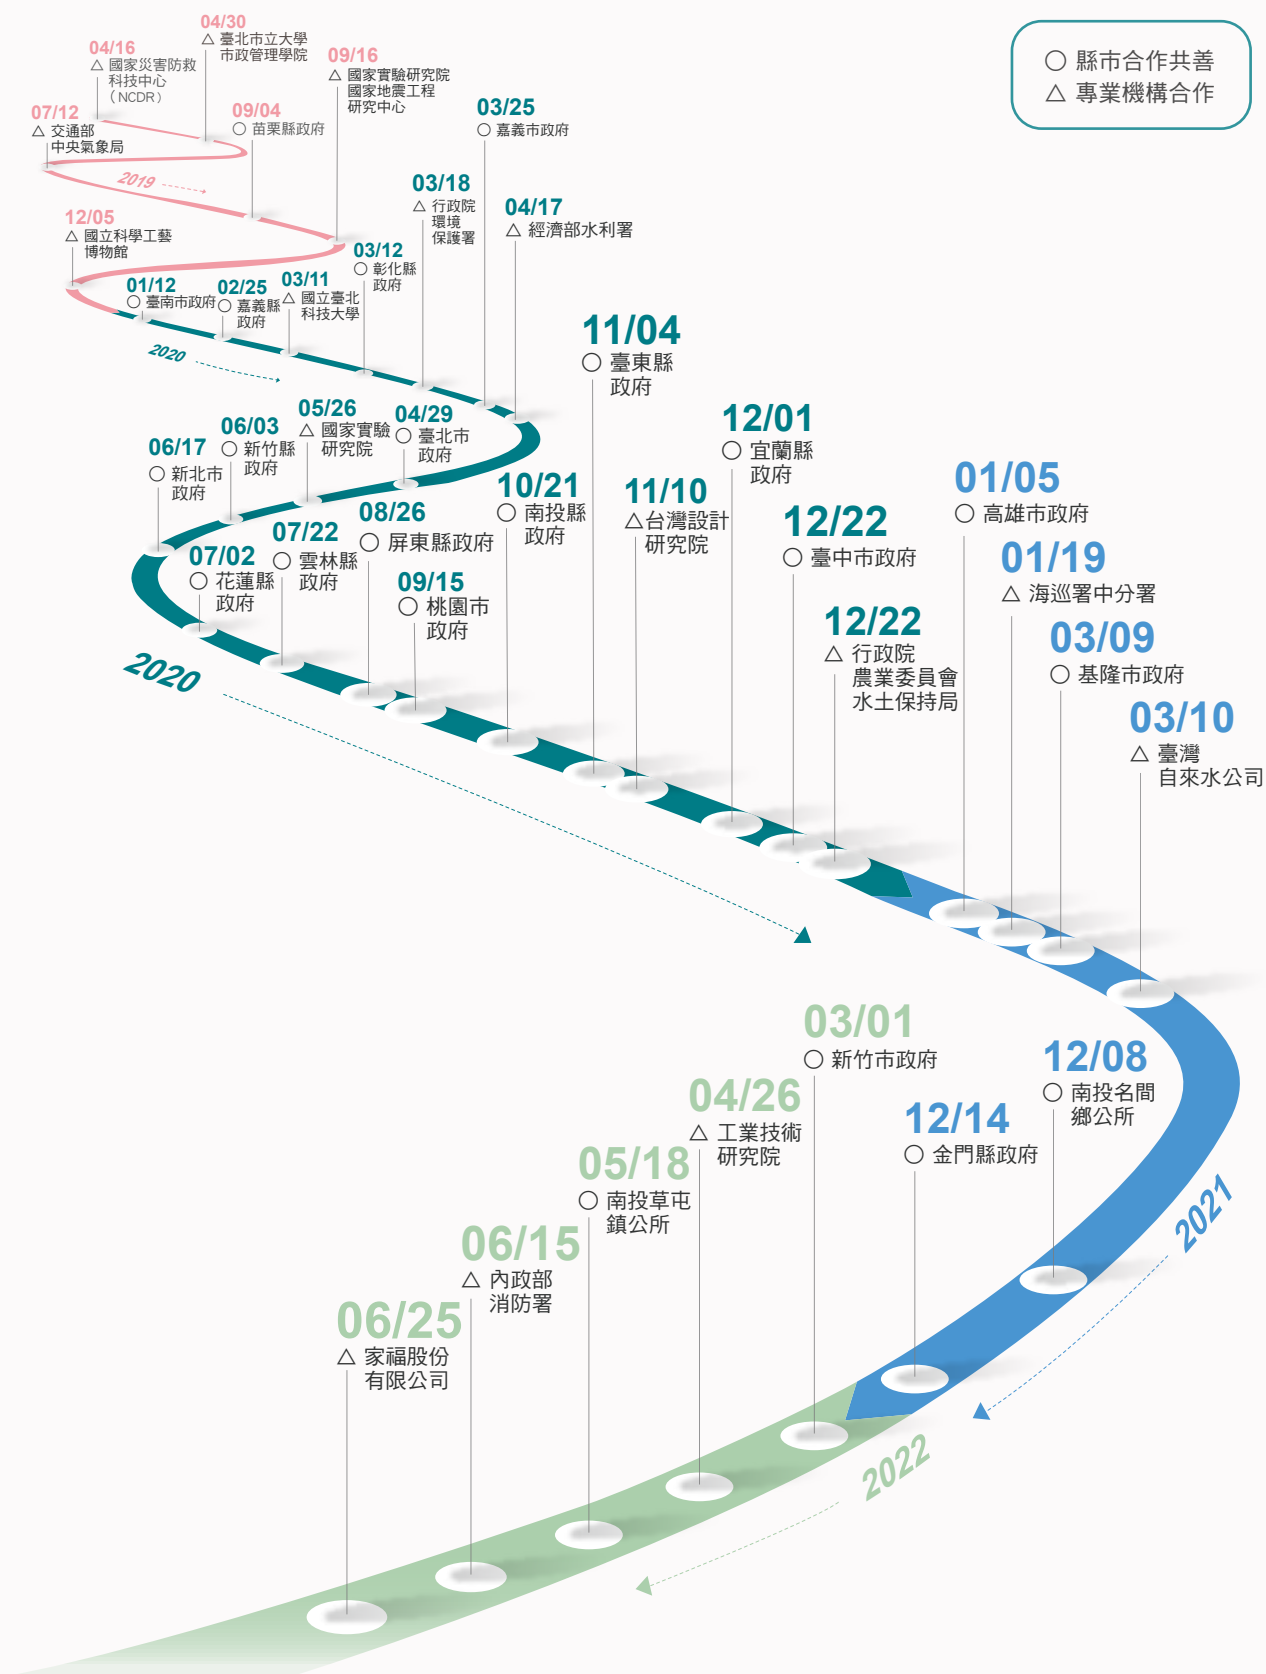 ○ 縣市合作共善
△ 專業機構合作
04/16
△ 國家災害防救
科技中心
（NCDR）
04/30
△ 臺北市立大學
市政管理學院
07/12
△ 交通部
中央氣象局
09/04
○ 苗栗縣政府
09/16
△ 國家實驗研究院
國家地震工程
研究中心
2019
12/05
△ 國立科學工藝
博物館
01/12
○ 臺南市政府
02/25
○ 嘉義縣
政府
03/11
△ 國立臺北
科技大學
03/12
○ 彰化縣
政府
03/18
△ 行政院
環境
保護署
03/25
○ 嘉義市政府
04/17
△ 經濟部水利署
2020
04/29
○ 臺北市
政府
05/26
△ 國家實驗
研究院
06/03
○ 新竹縣
政府
06/17
○ 新北市
政府
07/02
○ 花蓮縣
政府
07/22
○ 雲林縣
政府
08/26
○ 屏東縣政府
09/15
○ 桃園市
政府
10/21
○ 南投縣
政府
11/04
○ 臺東縣
政府
11/10
△台灣設計
研究院
12/01
○ 宜蘭縣
政府
12/22
○ 臺中市政府
12/22
△ 行政院
農業委員會
水土保持局
2020
01/05
○ 高雄市政府
01/19
△ 海巡署中分署
03/09
○ 基隆市政府
03/10
△ 臺灣
自來水公司
12/08
○ 南投名間
鄉公所
12/14
○ 金門縣政府
2021
03/01
○ 新竹市政府
04/26
△ 工業技術
研究院
05/18
○ 南投草屯
鎮公所
06/15
△ 內政部
消防署
06/25
△ 家福股份
有限公司
2022